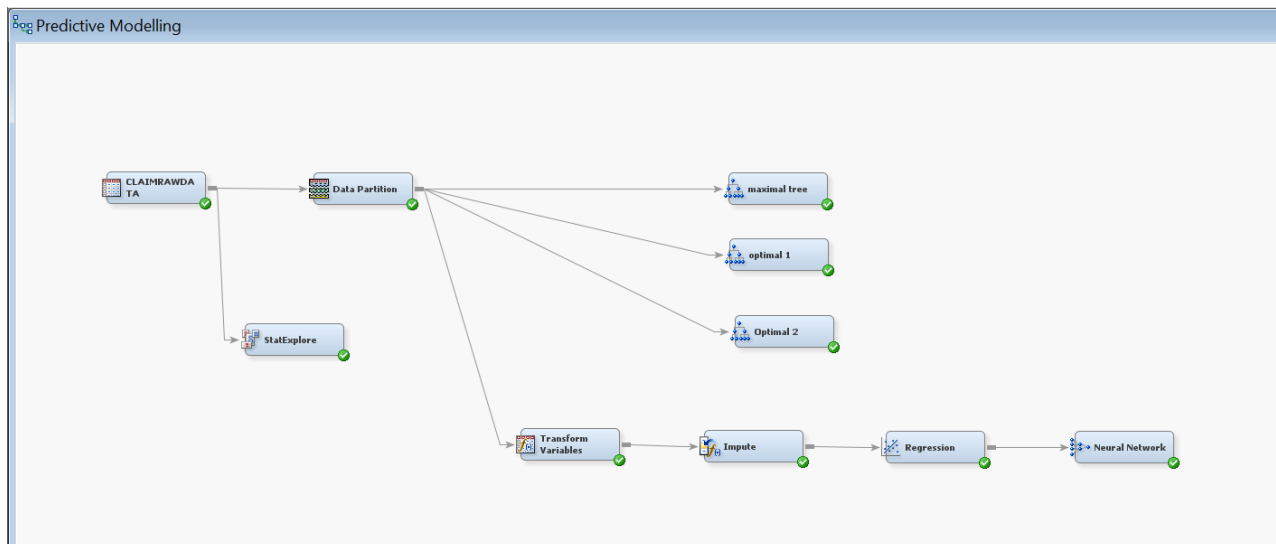 Predictive Modelling
CLAIMRAWDA
TA
Data Partition
maximal tree
optimal 1
Optimal 2
StatExplore
Transform
Variables
Impute
Regression
Neural Network